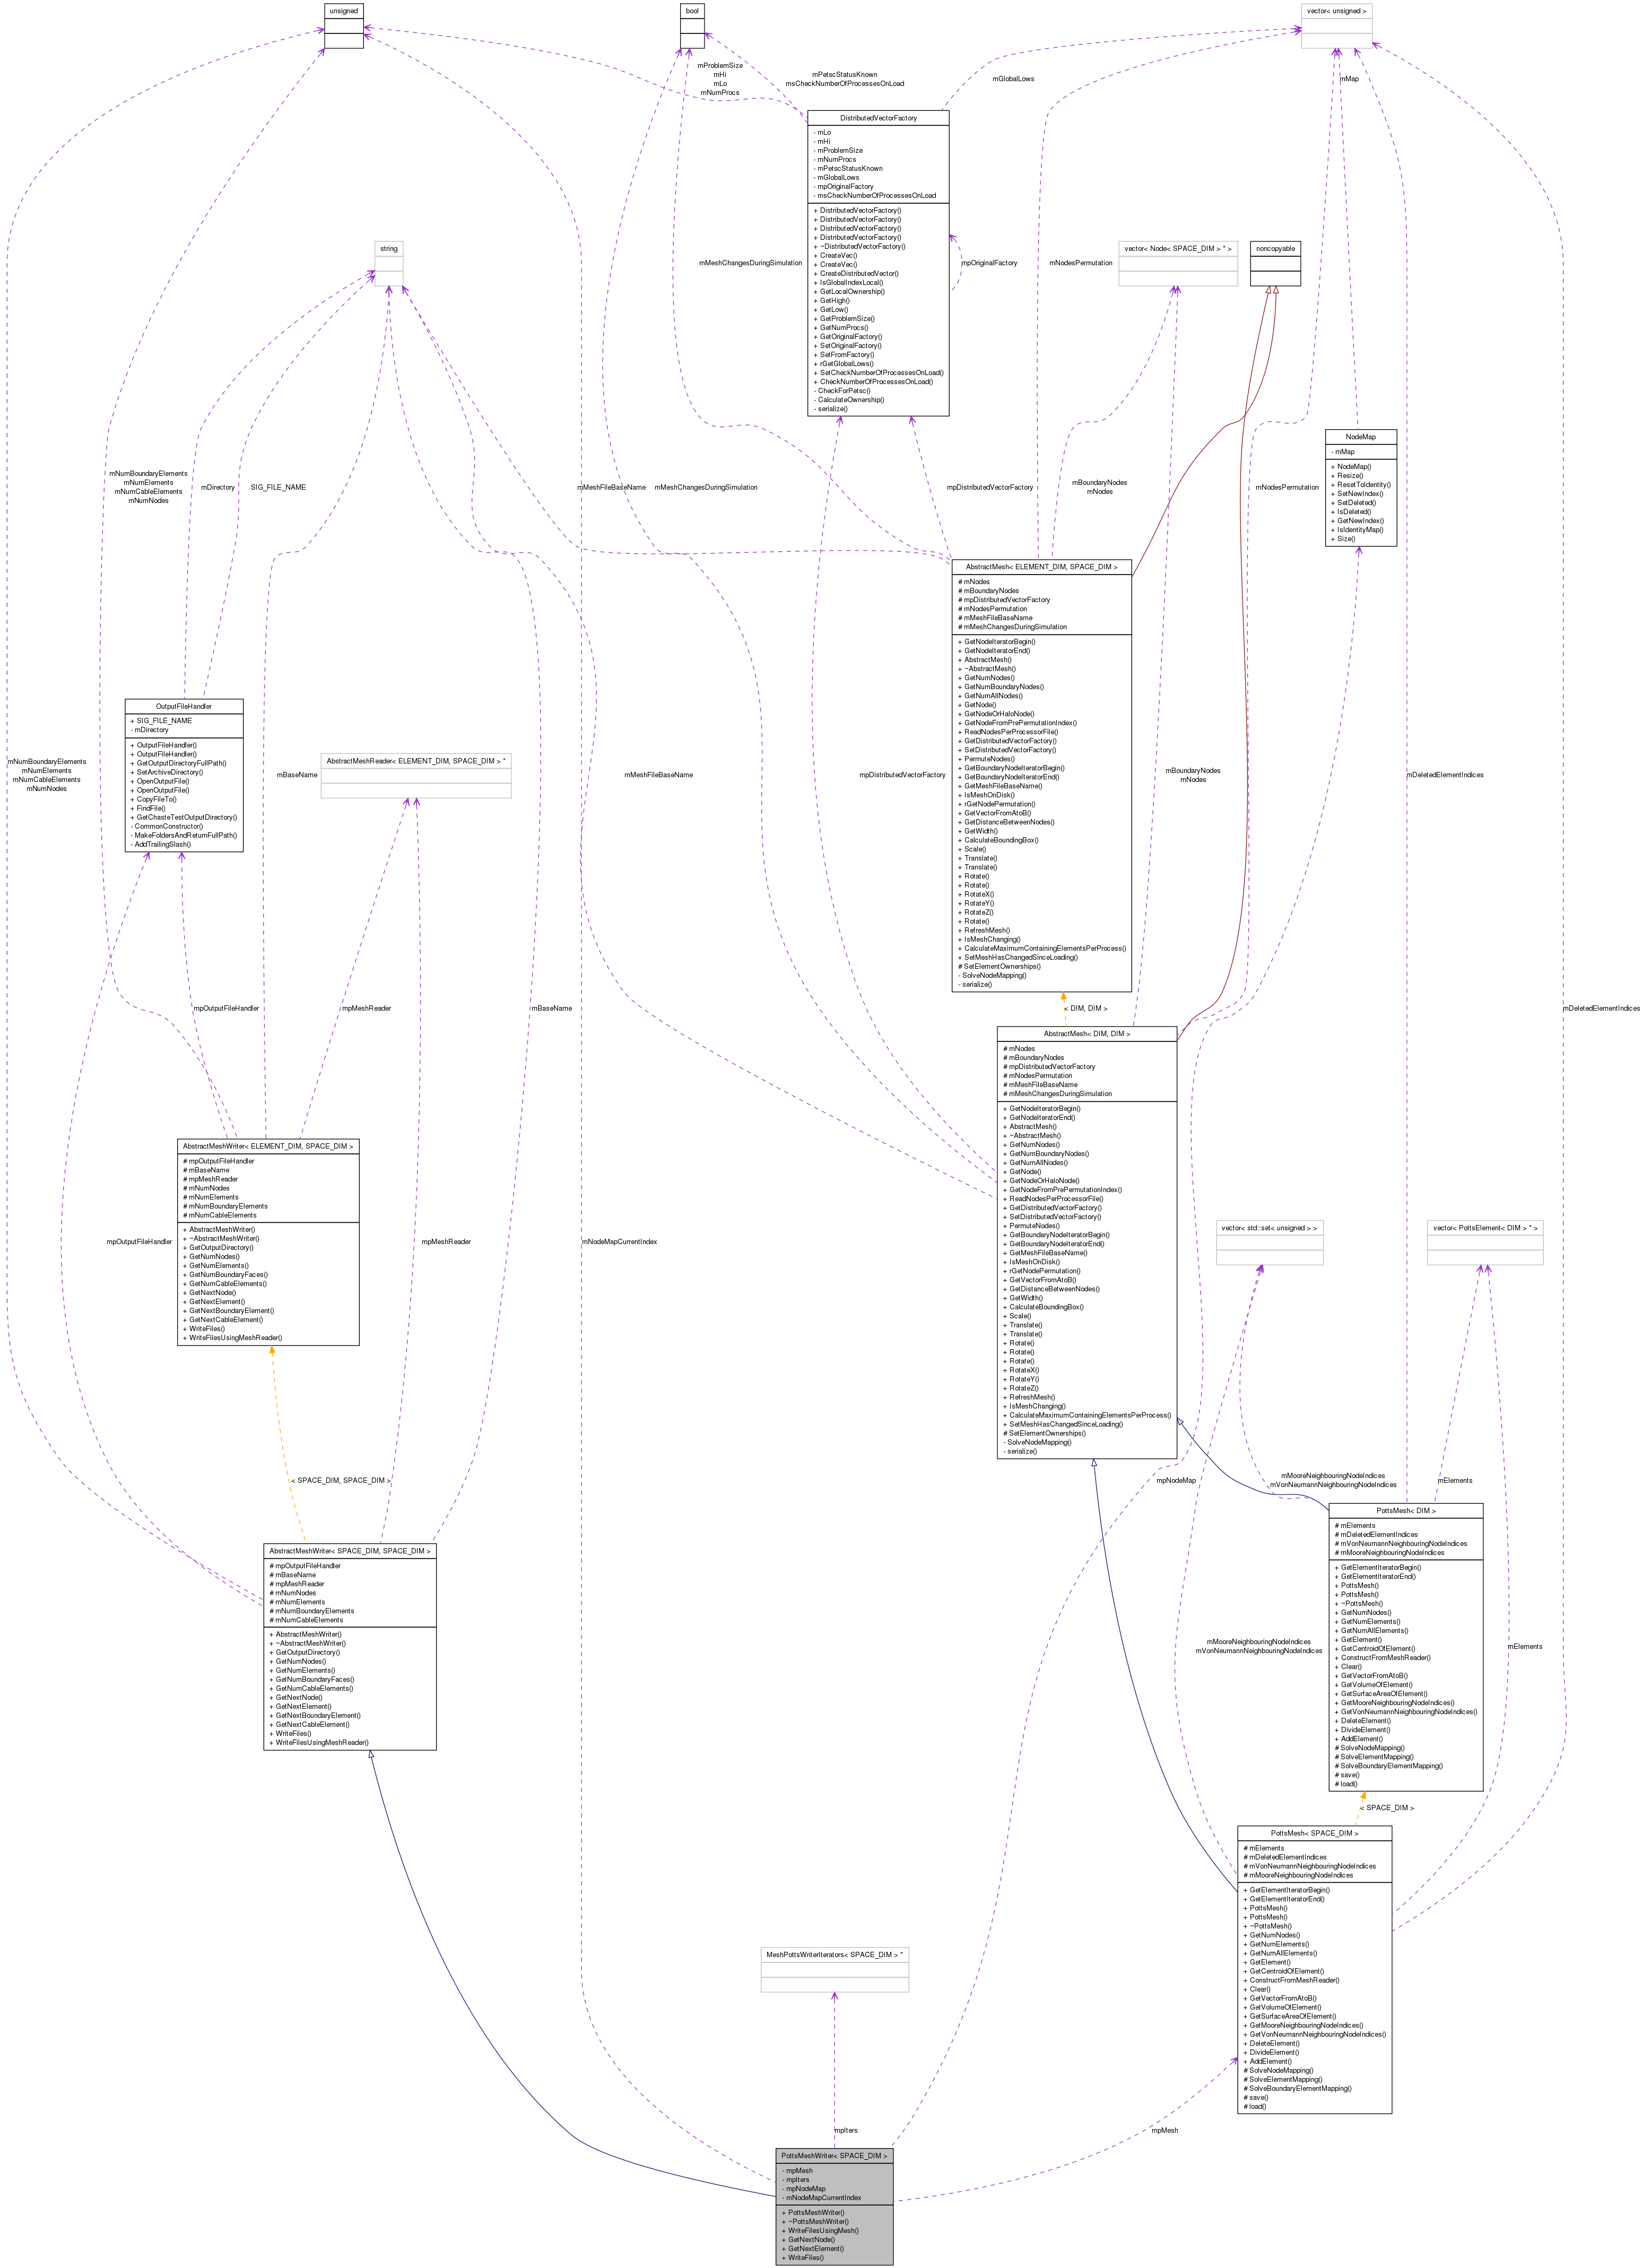 unsigned
bool
vector< unsigned >
mProblemSize
mHi
mLo
mNumProcs
mPetscStatusKnown
msCheckNumberOfProcessesOnLoad
mGlobalLows
mMap
DistributedVectorFactory
- mLo
- mHi
- mProblemSize
- mNumProcs
- mPetscStatusKnown
- mGlobalLows
- mpOriginalFactory
- msCheckNumberOfProcessesOnLoad
+ DistributedVectorFactory()
+ DistributedVectorFactory()
+ DistributedVectorFactory()
+ DistributedVectorFactory()
+ ~DistributedVectorFactory()
+ CreateVec()
+ CreateVec()
+ CreateDistributedVector()
+ IsGlobalIndexLocal()
+ GetLocalOwnership()
+ GetHigh()
+ GetLow()
+ GetProblemSize()
+ GetNumProcs()
+ GetOriginalFactory()
+ SetOriginalFactory()
+ SetFromFactory()
+ rGetGlobalLows()
+ SetCheckNumberOfProcessesOnLoad()
+ CheckNumberOfProcessesOnLoad()
- CheckForPetsc()
- CalculateOwnership()
- serialize()
string
vector< Node< SPACE_DIM > * >
noncopyable
mMeshChangesDuringSimulation
mpOriginalFactory
mNodesPermutation
NodeMap
- mMap
+ NodeMap()
+ Resize()
+ ResetToIdentity()
+ SetNewIndex()
+ SetDeleted()
+ IsDeleted()
+ GetNewIndex()
+ IsIdentityMap()
+ Size()
mNumBoundaryElements
mNumElements
mNumCableElements
mNumNodes
mDirectory
SIG_FILE_NAME
mMeshFileBaseName
mMeshChangesDuringSimulation
mpDistributedVectorFactory
mBoundaryNodes
mNodes
mNodesPermutation
AbstractMesh< ELEMENT_DIM, SPACE_DIM >
# mNodes
# mBoundaryNodes
# mpDistributedVectorFactory
# mNodesPermutation
# mMeshFileBaseName
# mMeshChangesDuringSimulation
+ GetNodeIteratorBegin()
+ GetNodeIteratorEnd()
+ AbstractMesh()
+ ~AbstractMesh()
+ GetNumNodes()
+ GetNumBoundaryNodes()
+ GetNumAllNodes()
+ GetNode()
+ GetNodeOrHaloNode()
+ GetNodeFromPrePermutationIndex()
+ ReadNodesPerProcessorFile()
+ GetDistributedVectorFactory()
+ SetDistributedVectorFactory()
+ PermuteNodes()
+ GetBoundaryNodeIteratorBegin()
+ GetBoundaryNodeIteratorEnd()
+ GetMeshFileBaseName()
+ IsMeshOnDisk()
+ rGetNodePermutation()
+ GetVectorFromAtoB()
+ GetDistanceBetweenNodes()
+ GetWidth()
+ CalculateBoundingBox()
+ Scale()
+ Translate()
+ Translate()
+ Rotate()
+ Rotate()
+ RotateX()
+ RotateY()
+ RotateZ()
+ Rotate()
+ RefreshMesh()
+ IsMeshChanging()
+ CalculateMaximumContainingElementsPerProcess()
+ SetMeshHasChangedSinceLoading()
# SetElementOwnerships()
- SolveNodeMapping()
- serialize()
OutputFileHandler
+ SIG_FILE_NAME
- mDirectory
+ OutputFileHandler()
+ OutputFileHandler()
+ GetOutputDirectoryFullPath()
+ SetArchiveDirectory()
+ OpenOutputFile()
+ OpenOutputFile()
+ CopyFileTo()
+ FindFile()
+ GetChasteTestOutputDirectory()
- CommonConstructor()
- MakeFoldersAndReturnFullPath()
- AddTrailingSlash()
AbstractMeshReader< ELEMENT_DIM, SPACE_DIM > *
mNumBoundaryElements
mNumElements
mNumCableElements
mNumNodes
mBaseName
mMeshFileBaseName
mpDistributedVectorFactory
mBoundaryNodes
mNodes
mDeletedElementIndices
mpOutputFileHandler
mpMeshReader
mBaseName
< DIM, DIM >
mDeletedElementIndices
AbstractMesh< DIM, DIM >
# mNodes
# mBoundaryNodes
# mpDistributedVectorFactory
# mNodesPermutation
# mMeshFileBaseName
# mMeshChangesDuringSimulation
+ GetNodeIteratorBegin()
+ GetNodeIteratorEnd()
+ AbstractMesh()
+ ~AbstractMesh()
+ GetNumNodes()
+ GetNumBoundaryNodes()
+ GetNumAllNodes()
+ GetNode()
+ GetNodeOrHaloNode()
+ GetNodeFromPrePermutationIndex()
+ ReadNodesPerProcessorFile()
+ GetDistributedVectorFactory()
+ SetDistributedVectorFactory()
+ PermuteNodes()
+ GetBoundaryNodeIteratorBegin()
+ GetBoundaryNodeIteratorEnd()
+ GetMeshFileBaseName()
+ IsMeshOnDisk()
+ rGetNodePermutation()
+ GetVectorFromAtoB()
+ GetDistanceBetweenNodes()
+ GetWidth()
+ CalculateBoundingBox()
+ Scale()
+ Translate()
+ Translate()
+ Rotate()
+ Rotate()
+ Rotate()
+ RotateX()
+ RotateY()
+ RotateZ()
+ RefreshMesh()
+ IsMeshChanging()
+ CalculateMaximumContainingElementsPerProcess()
+ SetMeshHasChangedSinceLoading()
# SetElementOwnerships()
- SolveNodeMapping()
- serialize()
AbstractMeshWriter< ELEMENT_DIM, SPACE_DIM >
# mpOutputFileHandler
# mBaseName
# mpMeshReader
# mNumNodes
# mNumElements
# mNumBoundaryElements
# mNumCableElements
+ AbstractMeshWriter()
+ ~AbstractMeshWriter()
+ GetOutputDirectory()
+ GetNumNodes()
+ GetNumElements()
+ GetNumBoundaryFaces()
+ GetNumCableElements()
+ GetNextNode()
+ GetNextElement()
+ GetNextBoundaryElement()
+ GetNextCableElement()
+ WriteFiles()
+ WriteFilesUsingMeshReader()
mpOutputFileHandler
mpMeshReader
mNodeMapCurrentIndex
vector< std::set< unsigned > >
vector< PottsElement< DIM > * >
< SPACE_DIM, SPACE_DIM >
mpNodeMap
mMooreNeighbouringNodeIndices
mVonNeumannNeighbouringNodeIndices
mElements
PottsMesh< DIM >
# mElements
# mDeletedElementIndices
# mVonNeumannNeighbouringNodeIndices
# mMooreNeighbouringNodeIndices
+ GetElementIteratorBegin()
+ GetElementIteratorEnd()
+ PottsMesh()
+ PottsMesh()
+ ~PottsMesh()
+ GetNumNodes()
+ GetNumElements()
+ GetNumAllElements()
+ GetElement()
+ GetCentroidOfElement()
+ ConstructFromMeshReader()
+ Clear()
+ GetVectorFromAtoB()
+ GetVolumeOfElement()
+ GetSurfaceAreaOfElement()
+ GetMooreNeighbouringNodeIndices()
+ GetVonNeumannNeighbouringNodeIndices()
+ DeleteElement()
+ DivideElement()
+ AddElement()
# SolveNodeMapping()
# SolveElementMapping()
# SolveBoundaryElementMapping()
# save()
# load()
AbstractMeshWriter< SPACE_DIM, SPACE_DIM >
# mpOutputFileHandler
# mBaseName
# mpMeshReader
# mNumNodes
# mNumElements
# mNumBoundaryElements
# mNumCableElements
+ AbstractMeshWriter()
+ ~AbstractMeshWriter()
+ GetOutputDirectory()
+ GetNumNodes()
+ GetNumElements()
+ GetNumBoundaryFaces()
+ GetNumCableElements()
+ GetNextNode()
+ GetNextElement()
+ GetNextBoundaryElement()
+ GetNextCableElement()
+ WriteFiles()
+ WriteFilesUsingMeshReader()
mMooreNeighbouringNodeIndices
mVonNeumannNeighbouringNodeIndices
mElements
< SPACE_DIM >
PottsMesh< SPACE_DIM >
# mElements
# mDeletedElementIndices
# mVonNeumannNeighbouringNodeIndices
# mMooreNeighbouringNodeIndices
+ GetElementIteratorBegin()
+ GetElementIteratorEnd()
+ PottsMesh()
+ PottsMesh()
+ ~PottsMesh()
+ GetNumNodes()
+ GetNumElements()
+ GetNumAllElements()
+ GetElement()
+ GetCentroidOfElement()
+ ConstructFromMeshReader()
+ Clear()
+ GetVectorFromAtoB()
+ GetVolumeOfElement()
+ GetSurfaceAreaOfElement()
+ GetMooreNeighbouringNodeIndices()
+ GetVonNeumannNeighbouringNodeIndices()
+ DeleteElement()
+ DivideElement()
+ AddElement()
# SolveNodeMapping()
# SolveElementMapping()
# SolveBoundaryElementMapping()
# save()
# load()
MeshPottsWriterIterators< SPACE_DIM > *
mpIters
mpMesh
PottsMeshWriter< SPACE_DIM >
- mpMesh
- mpIters
- mpNodeMap
- mNodeMapCurrentIndex
+ PottsMeshWriter()
+ ~PottsMeshWriter()
+ WriteFilesUsingMesh()
+ GetNextNode()
+ GetNextElement()
+ WriteFiles()